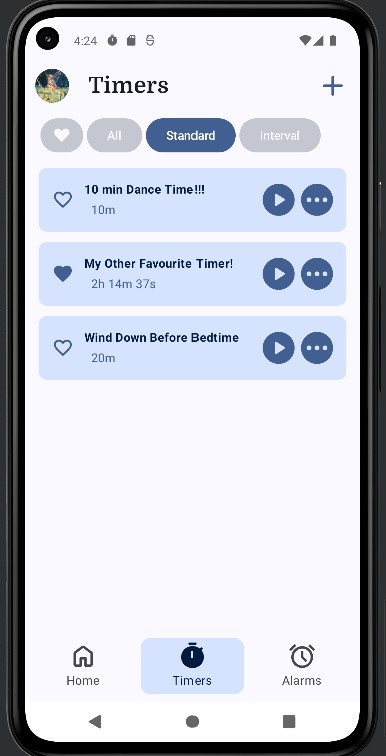 4:24
Timers
All
Standard
Interval
10 min Dance Time!!!
10m
My Other Favourite Timer!
2h 14m 37s
Wind Down Before Bedtime
20m
Home
Timers
Alarms